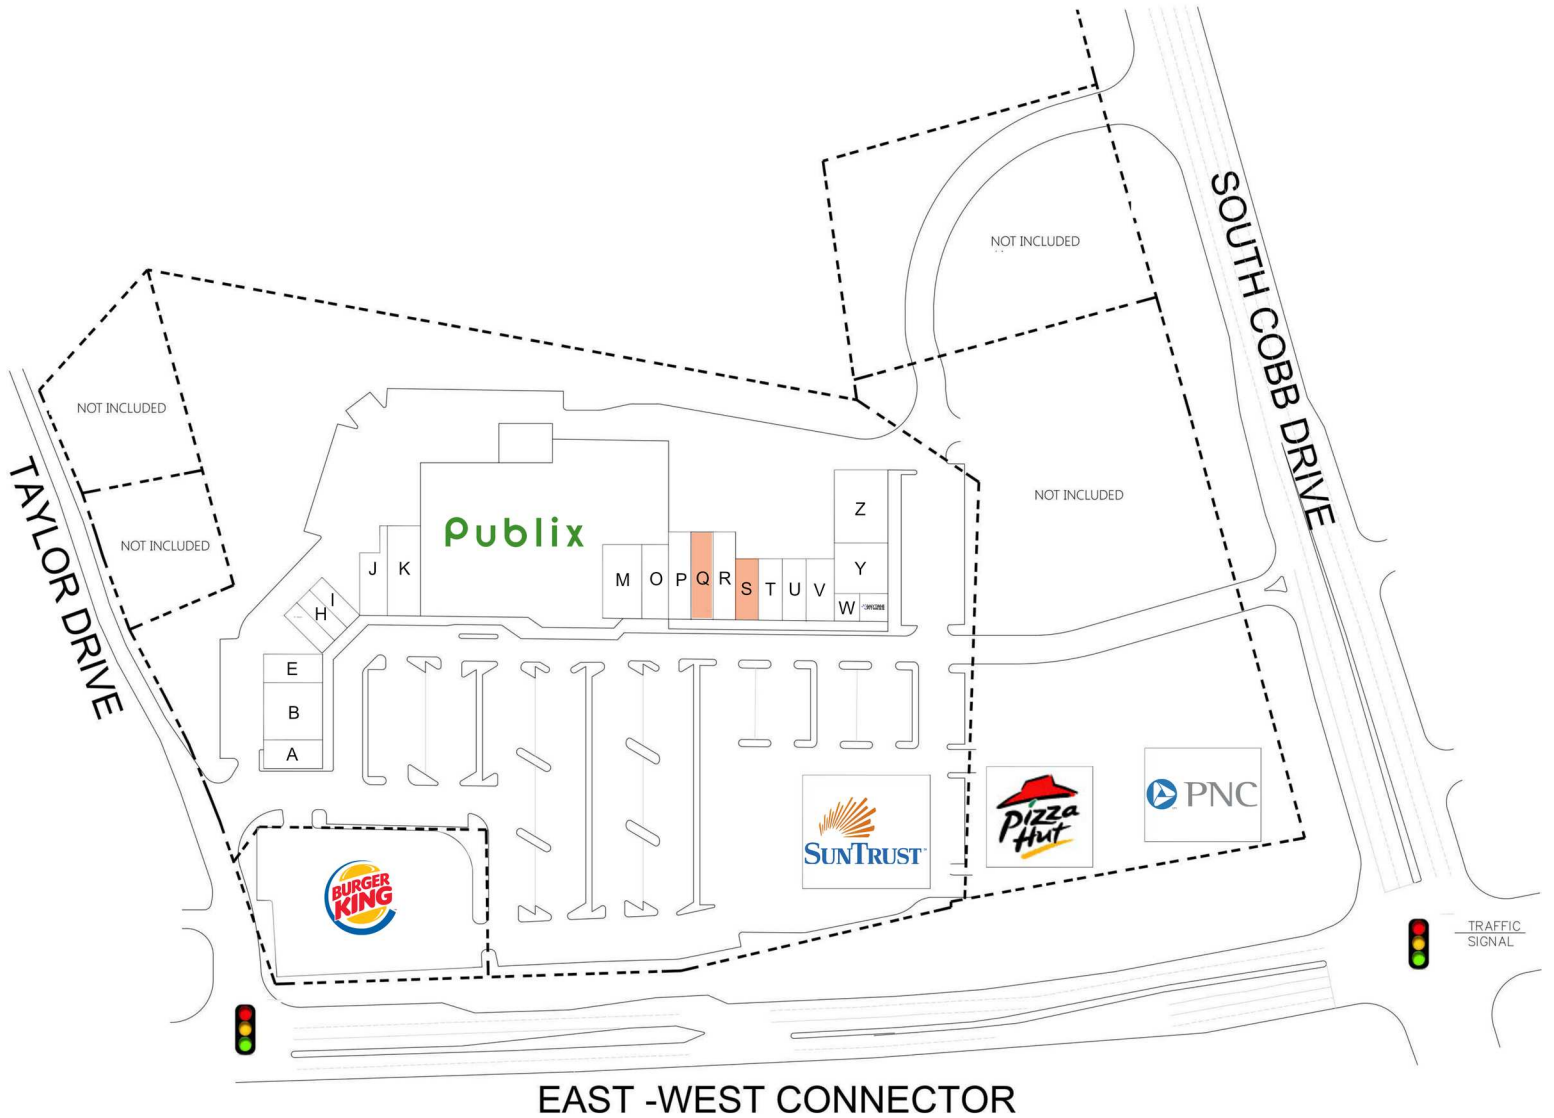 SOUTH COBB DRIVE
NOT INCLUDED
NOT INCLUDED
NOT INCLUDED
NOT INCLUDED
TAYLOR DRIVE
Publix
Z
Y
W
J
K
M
O
P
Q
R
S
T
U
V
H
I
E
B
A
BURGER
KING
SUNTRUST
Pizza
Hut
PNC
TRAFFIC
SIGNAL
EAST -WEST CONNECTOR